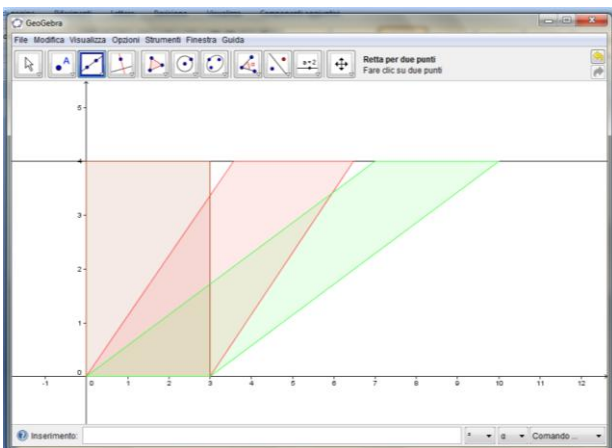 GeoGebra
File Modifica Visualizza Opzioni Strumenti Finestra Guida
A
a=2
Retta per due punti
Fare clic su due punti
5
4
3
2
1
0
-1 0 1 2 3 4 5 6 7 8 9 10 11 12
Inserimento:
α
Comando ...